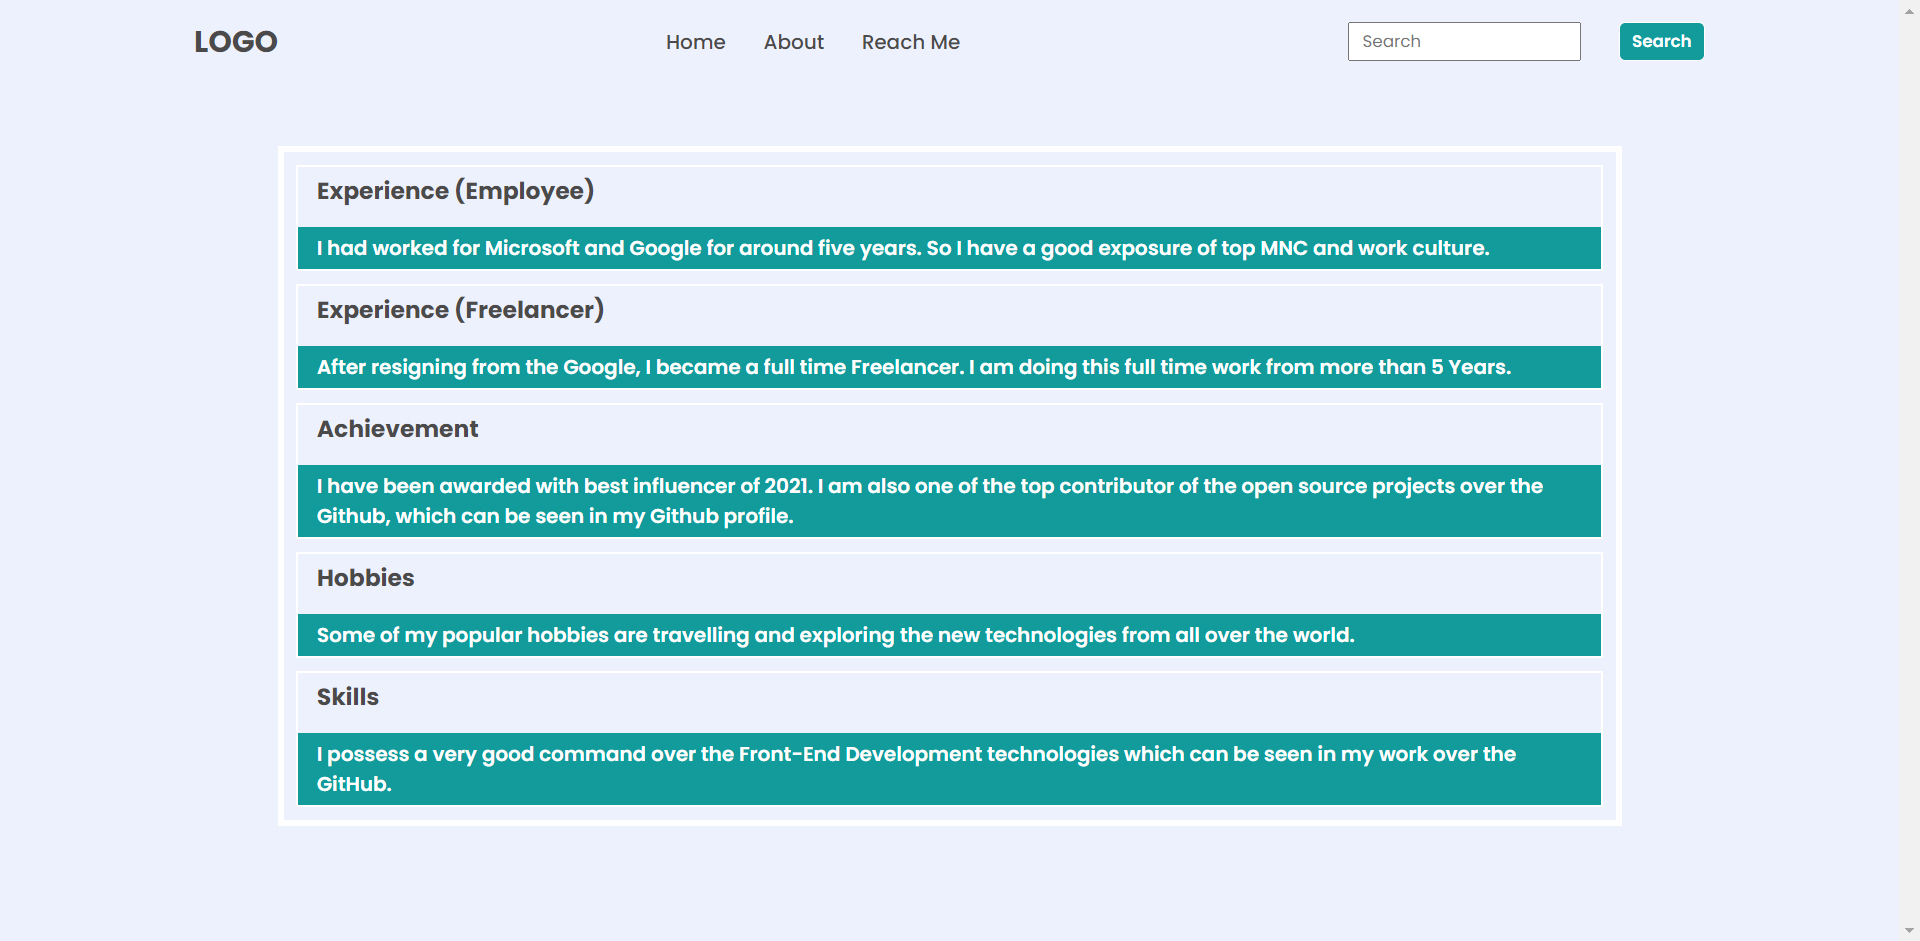 LOGO
Home About Reach Me
Search
Search
Experience (Employee)
I had worked for Microsoft and Google for around five years. So I have a good exposure of top MNC and work culture.
Experience (Freelancer)
After resigning from the Google, I became a full time Freelancer. I am doing this full time work from more than 5 Years.
Achievement
I have been awarded with best influencer of 2021. I am also one of the top contributor of the open source projects over the
Github, which can be seen in my Github profile.
Hobbies
Some of my popular hobbies are travelling and exploring the new technologies from all over the world.
Skills
I possess a very good command over the Front-End Development technologies which can be seen in my work over the
GitHub.